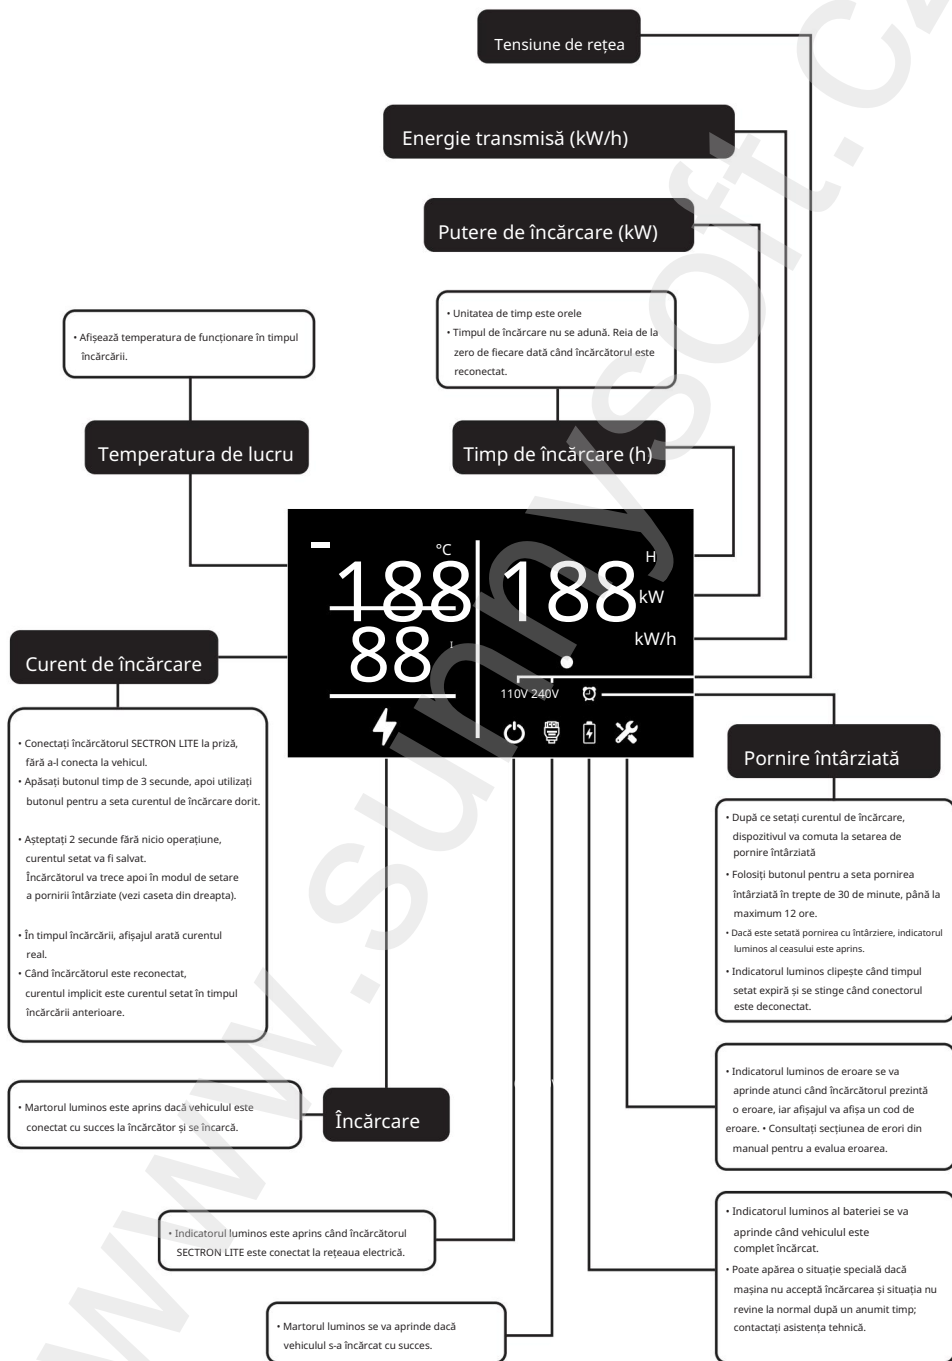 Tensiune de rețea
Energie transmisă (kW/h)
Putere de încărcare (kW)
• Unitatea de timp este orele
• Timpul de încărcare nu se adună. Reia de la
zero de fiecare dată când încărcătorul este
reconectat.
• Afișează temperatura de funcționare în timpul
încărcării.
Temperatura de lucru
Timp de încărcare (h)
°C
188
88
I
188
H
kW
kW/h
110V 240V
Curent de încărcare
• Conectați încărcătorul SECTRON LITE la priză,
fără a-l conecta la vehicul.
• Apăsați butonul timp de 3 secunde, apoi utilizați
butonul pentru a seta curentul de încărcare dorit.
• Așteptați 2 secunde fără nicio operațiune,
curentul setat va fi salvat.
Încărcătorul va trece apoi în modul de setare
a pornirii întârziate (vezi caseta din dreapta).
• În timpul încărcării, afișajul arată curentul
real.
• Când încărcătorul este reconectat,
curentul implicit este curentul setat în timpul
încărcării anterioare.
Pornire întârziată
• După ce setați curentul de încărcare,
dispozitivul va comuta la setarea de
pornire întârziată
• Folosiți butonul pentru a seta pornirea
întârziată în trepte de 30 de minute, până la
maximum 12 ore.
• Dacă este setată pornirea cu întârziere, indicatorul
luminos al ceasului este aprins.
• Indicatorul luminos clipește când timpul
setat expiră și se stinge când conectorul
este deconectat.
• Martorul luminos este aprins dacă vehiculul este
conectat cu succes la încărcător și se încarcă.
Încărcare
• Indicatorul luminos de eroare se va
aprinde atunci când încărcătorul prezintă
o eroare, iar afișajul va afișa un cod de
eroare. • Consultați secțiunea de erori din
manual pentru a evalua eroarea.
• Indicatorul luminos este aprins când încărcătorul
SECTRON LITE este conectat la rețeaua electrică.
• Indicatorul luminos al bateriei se va
aprinde când vehiculul este
complet încărcat.
• Poate apărea o situație specială dacă
mașina nu acceptă încărcarea și situația nu
revine la normal după un anumit timp;
contactați asistența tehnică.
• Martorul luminos se va aprinde dacă
vehiculul s-a încărcat cu succes.
www.sunnysoft.cz